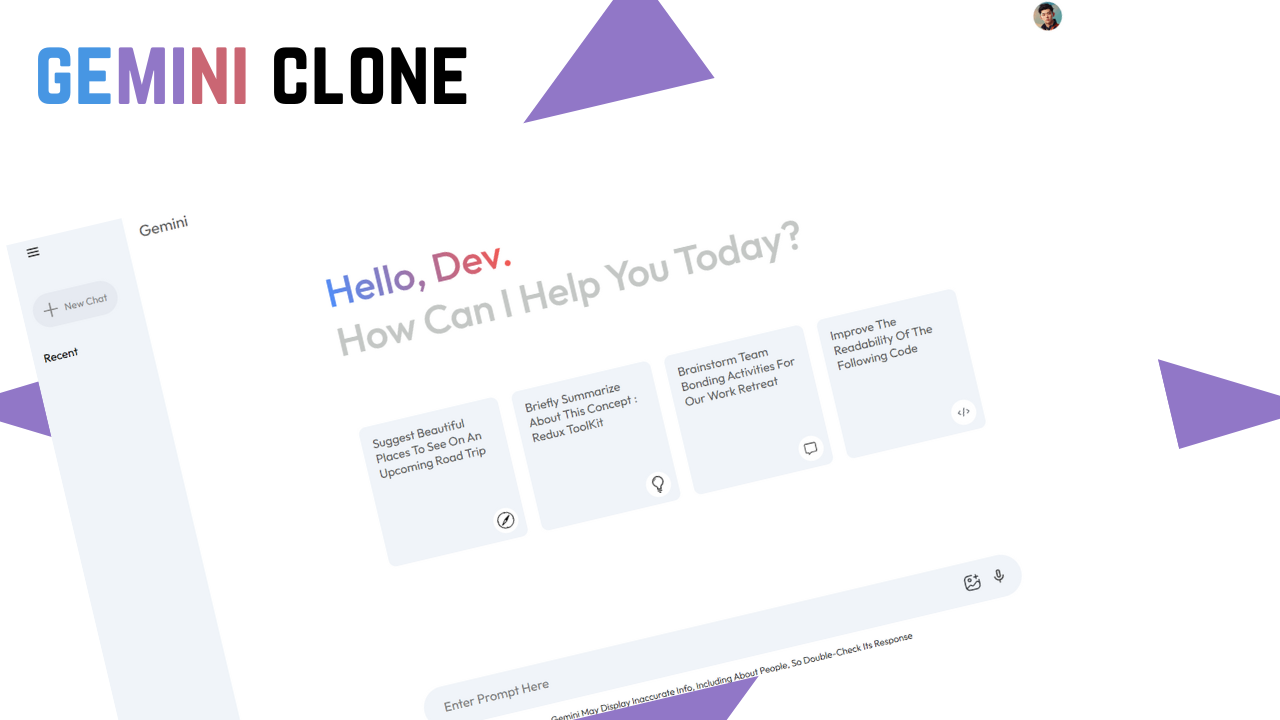 GEMINI CLONE
Gemini
New Chat
Recent
Hello, Dev.
How Can I Help You Today?
Suggest Beautiful
Places To See On An
Upcoming Road Trip
Briefly Summarize
About This Concept :
Redux ToolKit
Brainstorm Team
Bonding Activities For
Our Work Retreat
Improve The
Readability Of The
Following Code
Enter Prompt Here
Gemini May Display Inaccurate Info, Including About People, So Double-Check Its Response